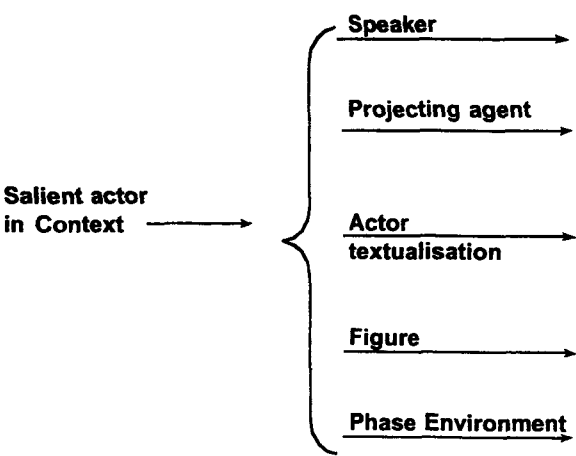 Speaker
Projecting agent
Salient actor
in Context
Actor
textualisation
Figure
Phase Environment